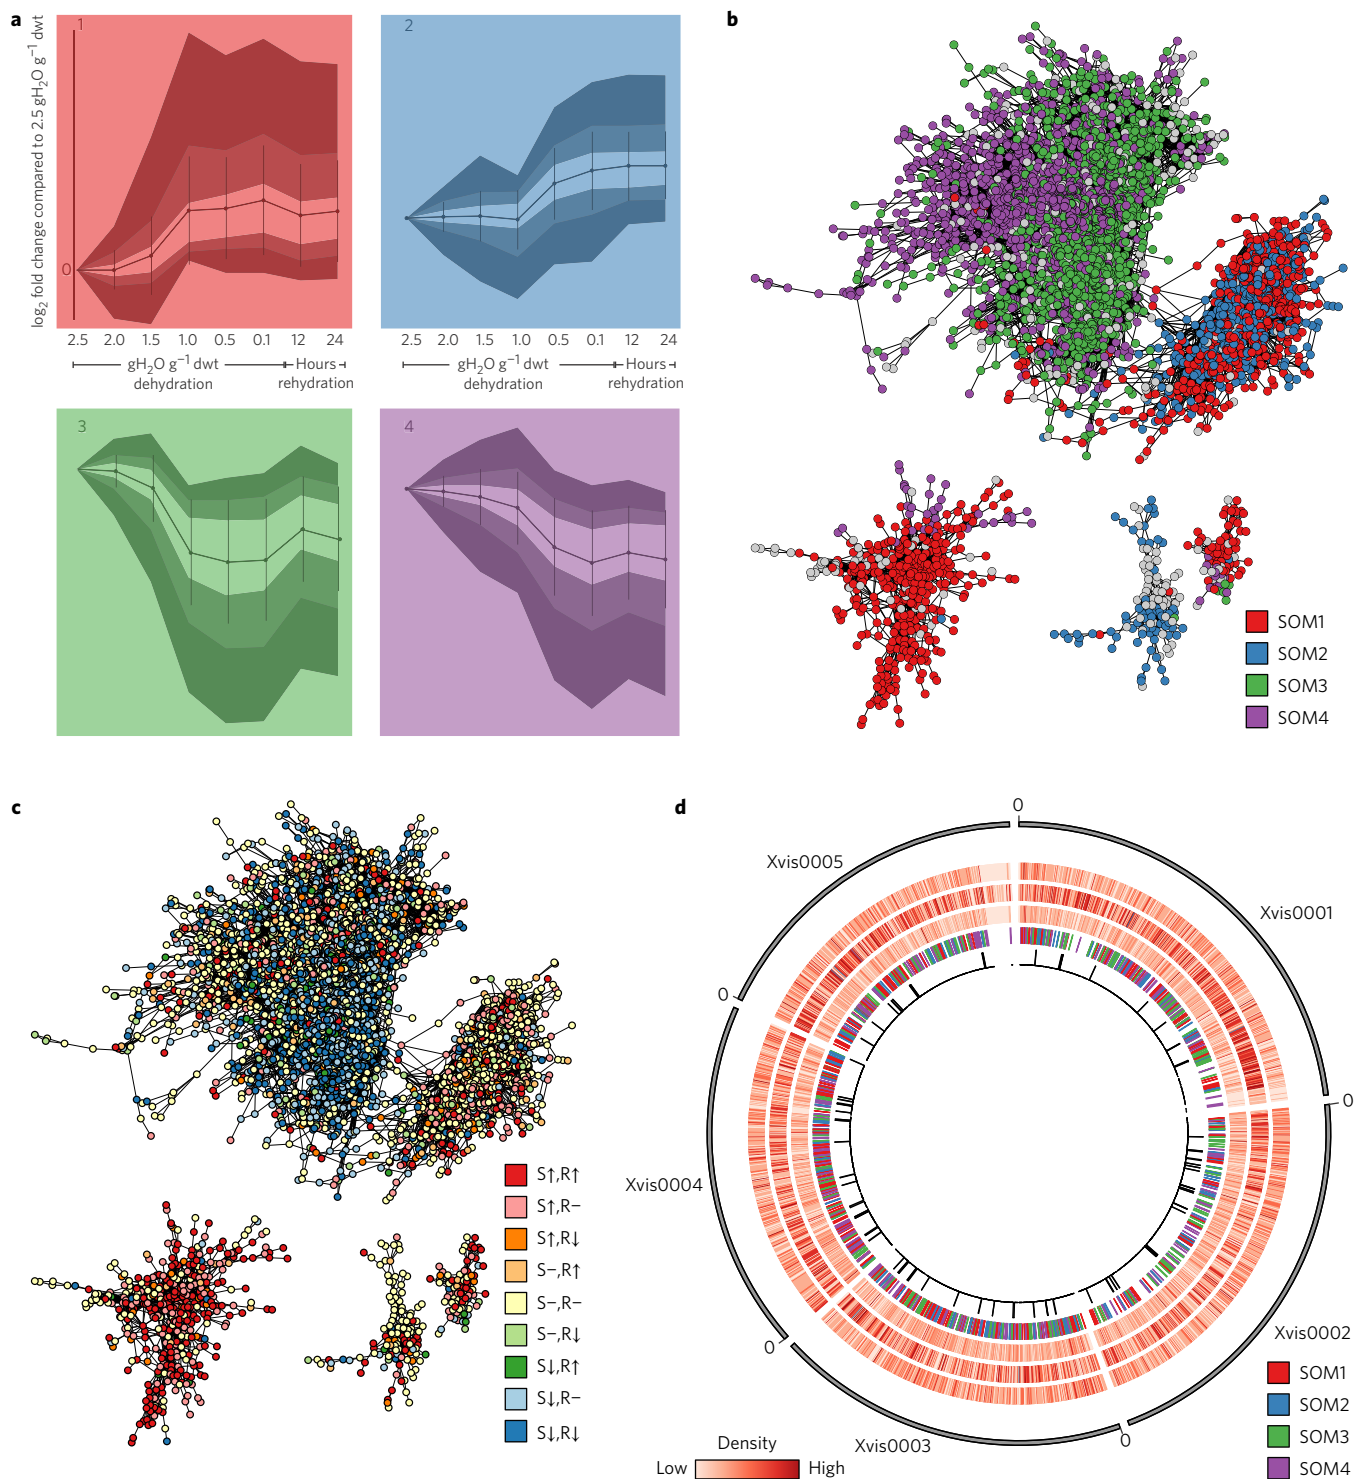 a
log2 fold change compared to 2.5 gH2O g−1 dwt
1
0
2
2.5 2.0 1.5 1.0 0.5 0.1 12 24
gH2O g−1 dwt dehydration
Hours rehydration
2.5 2.0 1.5 1.0 0.5 0.1 12 24
gH2O g−1 dwt dehydration
Hours rehydration
3
4
b
SOM1
SOM2
SOM3
SOM4
c
S↑,R↑
S↑,R−
S↑,R↓
S−,R↑
S−,R−
S−,R↓
S↓,R↑
S↓,R−
S↓,R↓
d
0
Xvis0005
Xvis0001
0
0
Xvis0004
Xvis0002
0
0
Xvis0003
Density
Low
High
SOM1
SOM2
SOM3
SOM4